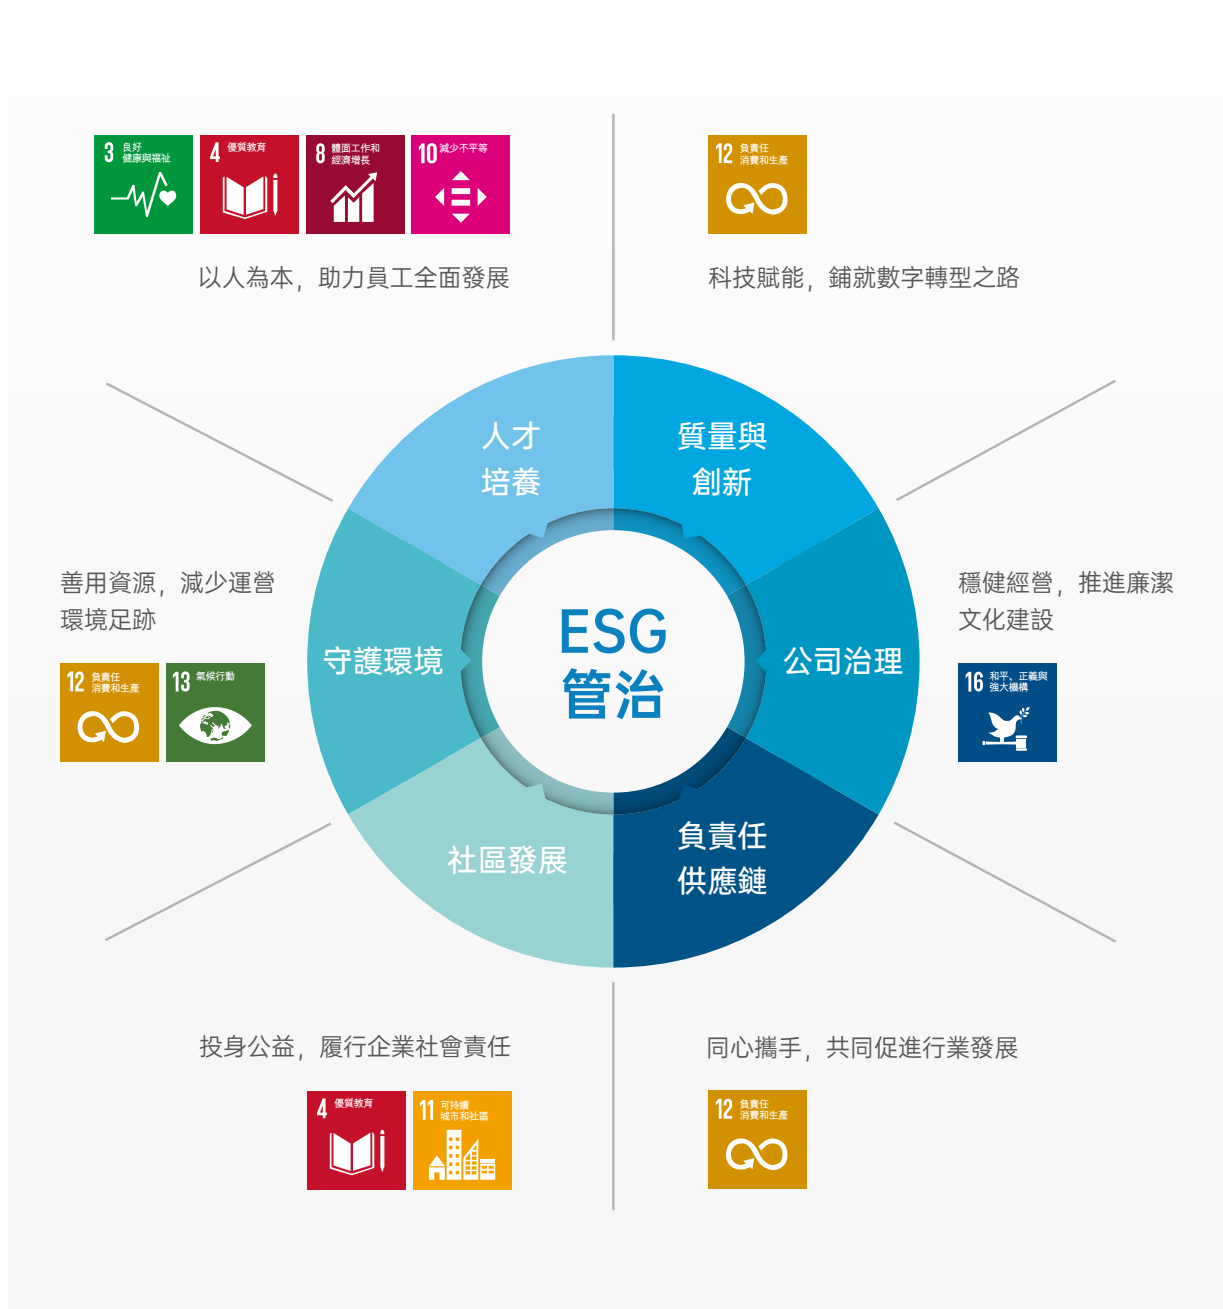 3 良好
健康與福祉
4 優質教育
8 體面工作和
經濟增長
10 減少不平等
以人為本，助力員工全面發展
12 負責任
消費和生產
科技賦能，鋪就數字轉型之路
人才
培養
質量與
創新
善用資源，減少運營
環境足跡
12 負責任
消費和生產
13 氣候行動
守護環境
ESG
管治
公司治理
穩健經營，推進廉潔
文化建設
16 和平、正義與
強大機構
社區發展
負責任
供應鏈
投身公益，履行企業社會責任
4 優質教育
11 可持續
城市和社區
同心攜手，共同促進行業發展
12 負責任
消費和生產